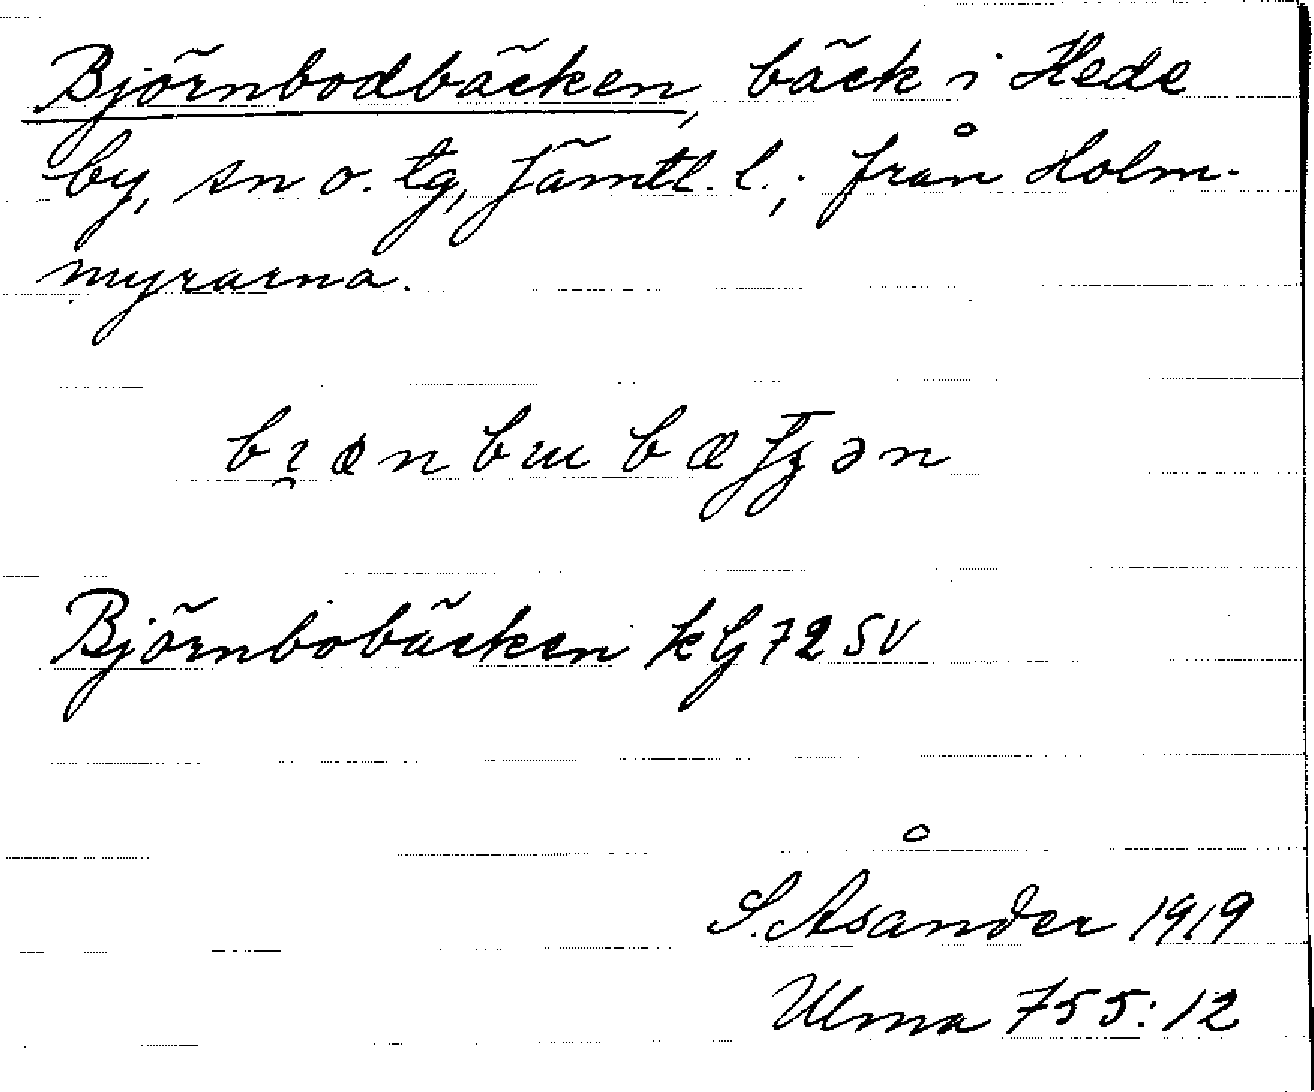 Björnbodbäcken, bäck i Hede
by, sn o. tg, Jämtl. l.; från Holm-
myrarna.
Björnbobäcken kG 72 SV
S. Åsander 1919
Ulma 755:12